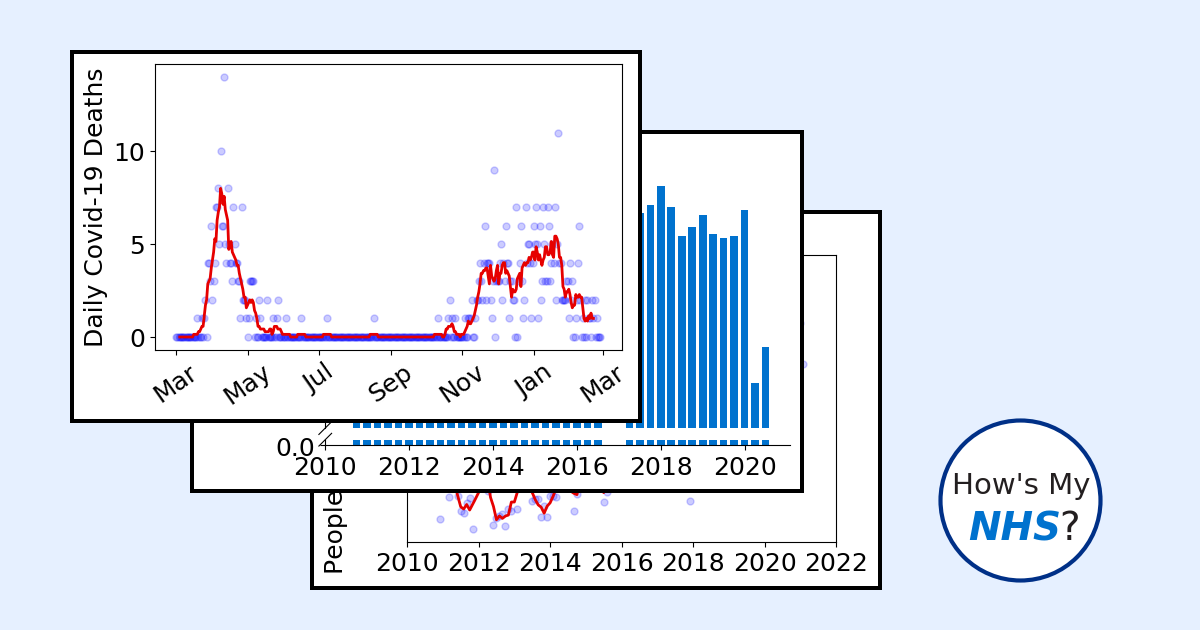 Daily Covid-19 Deaths
10
5
0
Mar May Jul Sep Nov Jan Mar
0.0
2010 2012 2014 2016 2018 2020
People
2010 2012 2014 2016 2018 2020 2022
How's My
NHS?